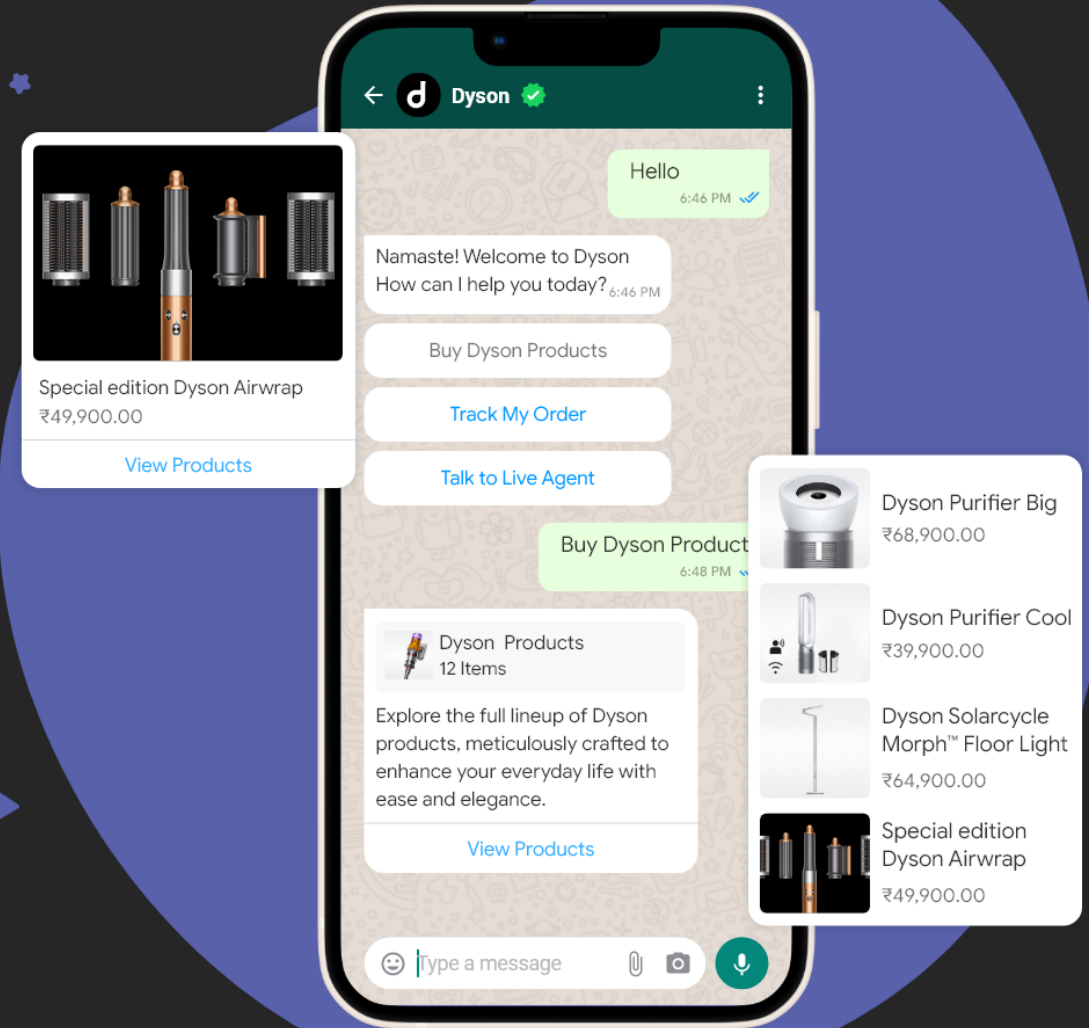 Dyson
Hello
6:46 PM
Namaste! Welcome to Dyson
How can I help you today?
6:46 PM
Buy Dyson Products
Track My Order
Talk to Live Agent
Buy Dyson Product
6:48 PM
Dyson Products
12 Items
Explore the full lineup of Dyson
products, meticulously crafted to
enhance your everyday life with
ease and elegance.
View Products
Type a message
Special edition Dyson Airwrap
₹49,900.00
View Products
Dyson Purifier Big
₹68,900.00
Dyson Purifier Cool
₹39,900.00
Dyson Solarcycle
Morph™ Floor Light
₹64,900.00
Special edition
Dyson Airwrap
₹49,900.00